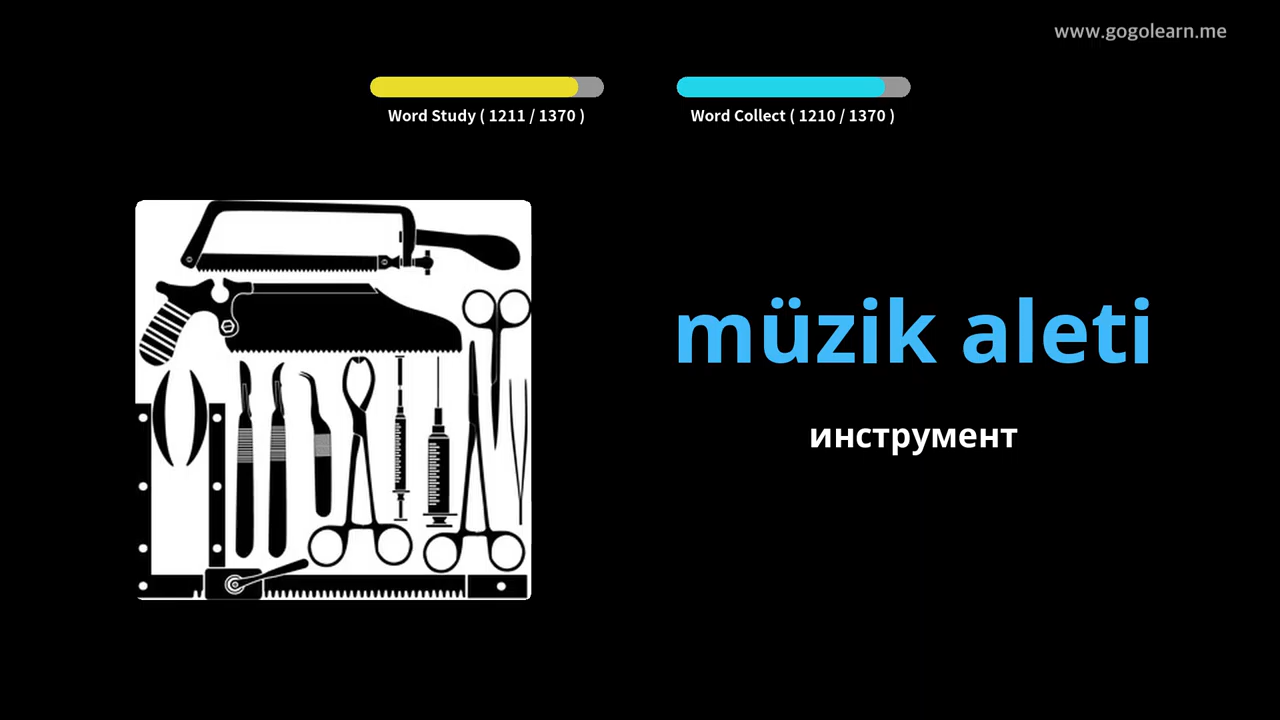 www.gogolearn.me
Word Study ( 1211 / 1370 )
Word Collect ( 1210 / 1370 )
müzik aleti
инструмент